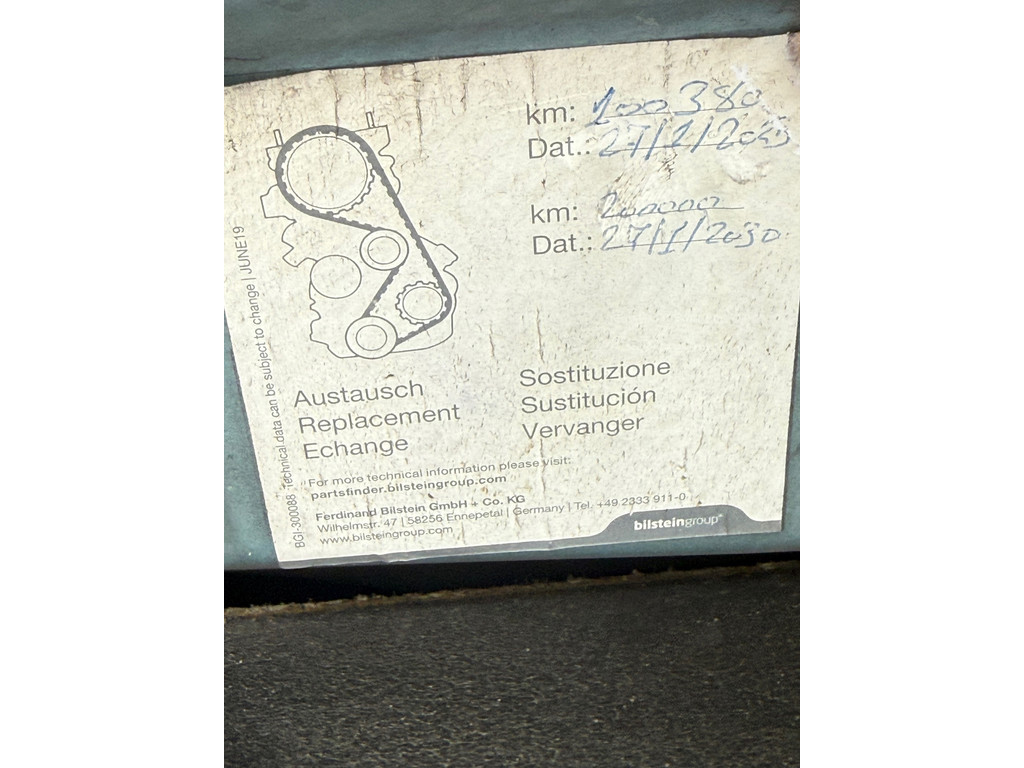 km: 100380
Dat.: 27/1/2025
km: 200000
Dat.: 27/1/2030
Austausch
Replacement
Echange
Sostituzione
Sustitución
Vervanger
For more technical information please visit:
partsfinder.bilsteingroup.com
Ferdinand Bilstein GmbH + Co. KG
Wilhelmstr. 47 | 58256 Ennepetal | Germany | Tel. +49 2333 911-0
www.bilsteingroup.com
bilsteingroup®
BGI-300088 Technical data can be subject to change | JUNE19